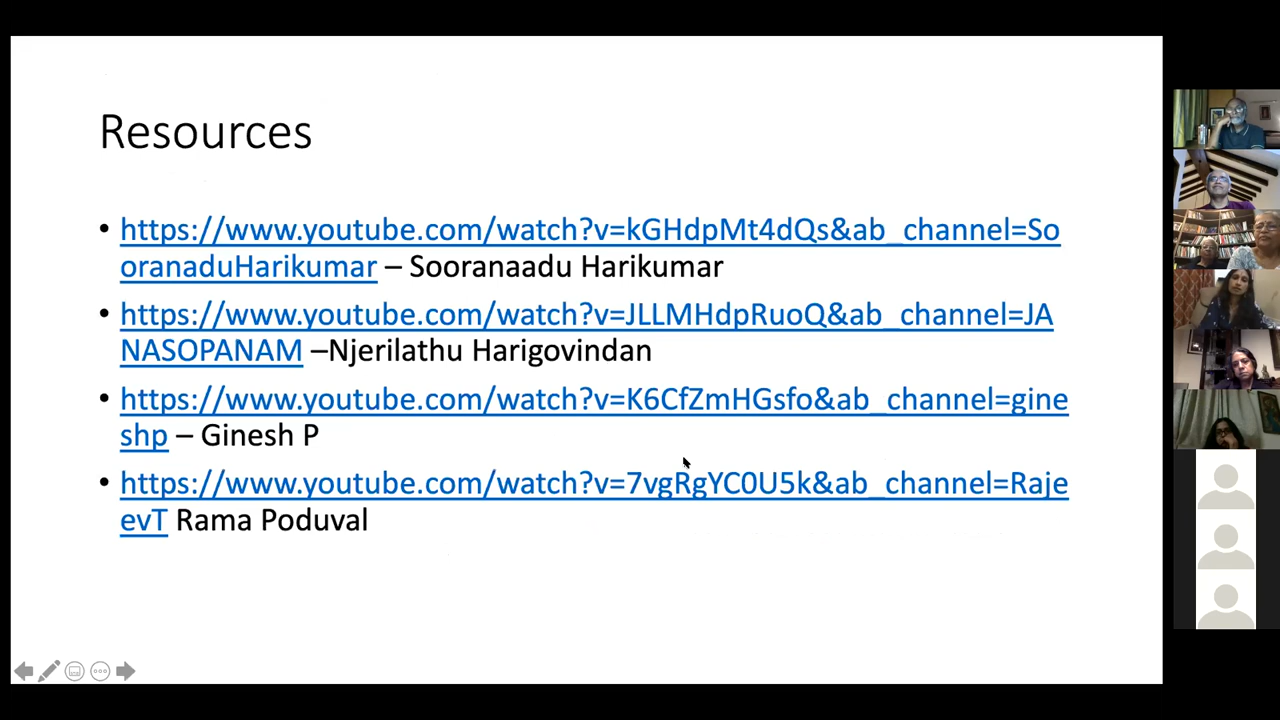 Resources
• https://www.youtube.com/watch?v=kGHdpMt4dQs&ab_channel=So
oranaduHarikumar – Sooranaadu Harikumar
• https://www.youtube.com/watch?v=JLLMHdpRuoQ&ab_channel=JA
NASOPANAM –Njerilathu Harigovindan
• https://www.youtube.com/watch?v=K6CfZmHGsfo&ab_channel=gine
shp – Ginesh P
• https://www.youtube.com/watch?v=7vgRgYC0U5k&ab_channel=Raje
evT Rama Poduval